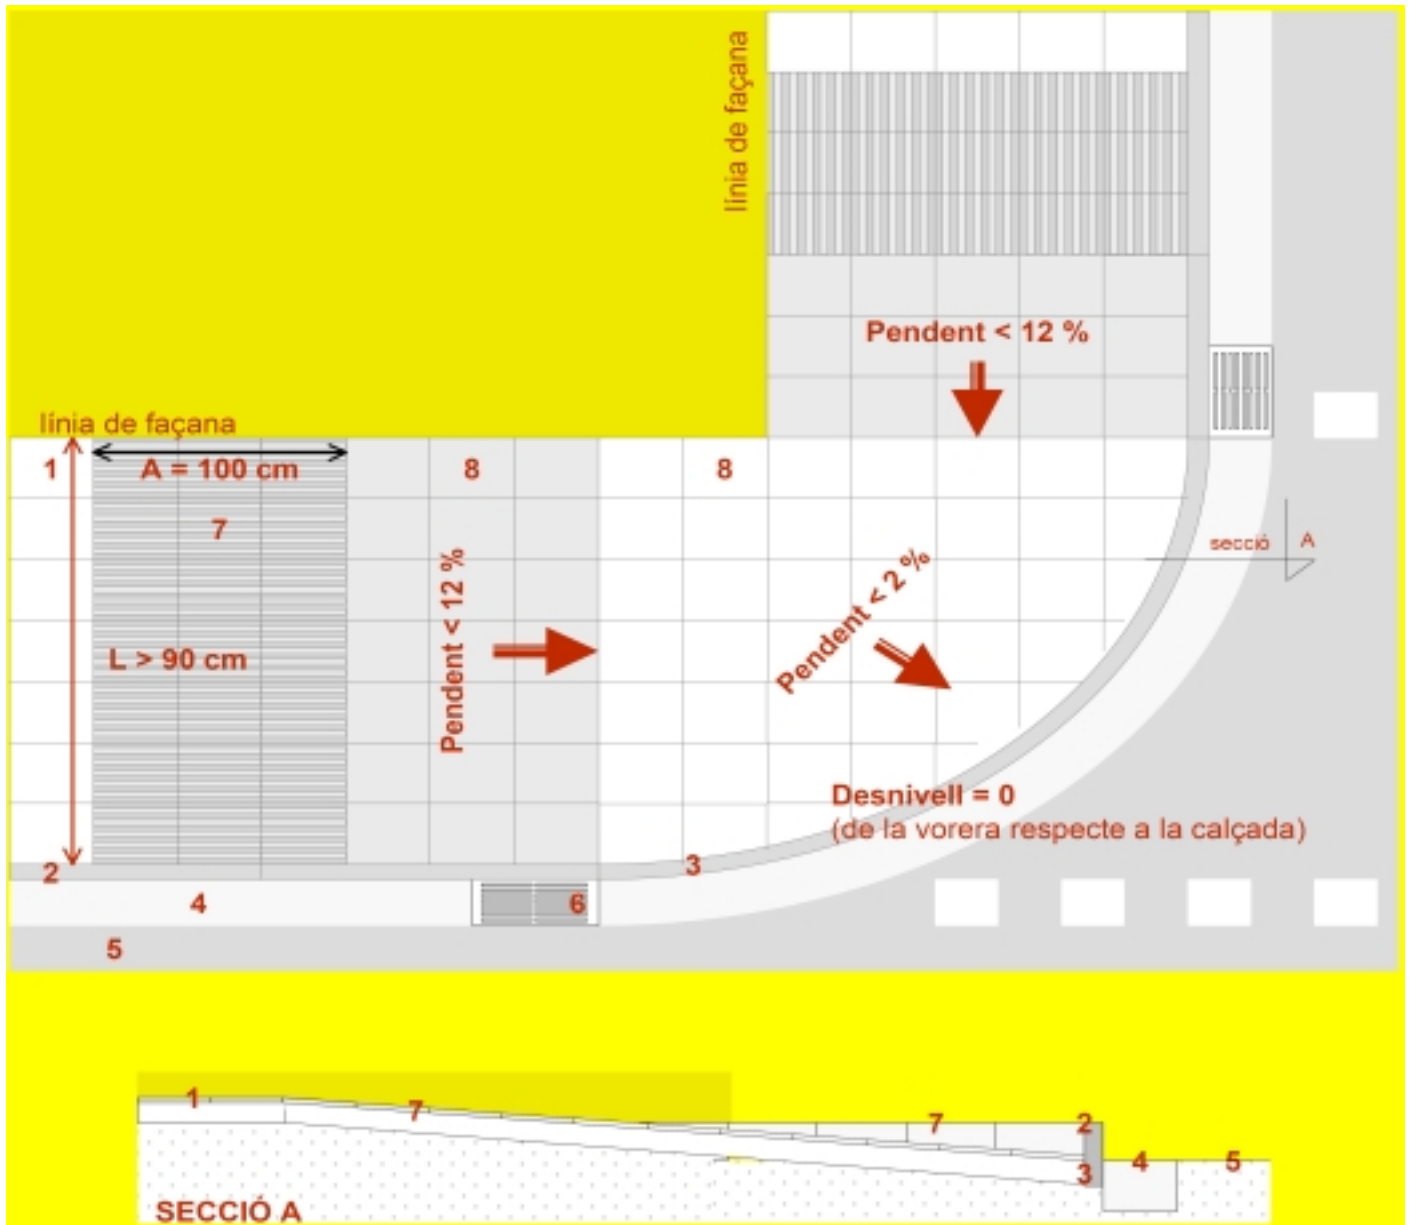 línia de façana
Pendent < 12 %
línia de façana
1
A = 100 cm
8
8
7
secció
A
Pendent < 12 %
Pendent < 2 %
L > 90 cm
Desnivell = 0
(de la vorera respecte a la calçada)
2
3
4
6
5
1
7
7
2
3
4
5
SECCIÓ A